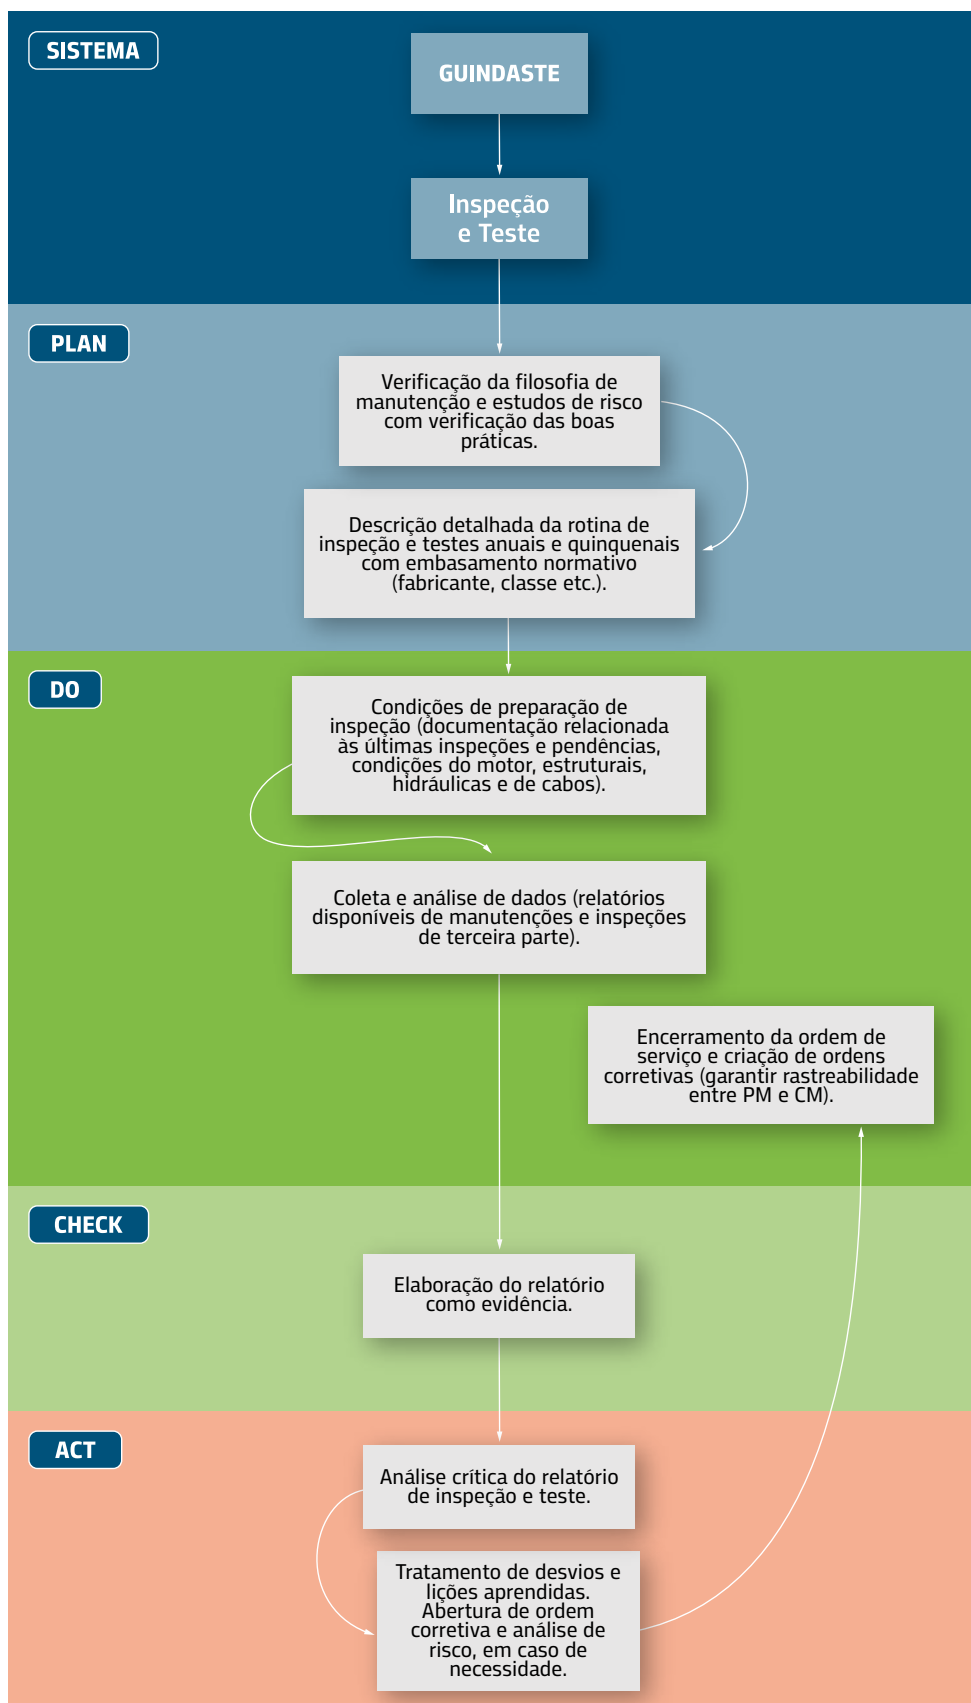 SISTEMA
GUINDASTE
Inspeção
e Teste
PLAN
Verificação da filosofia de
manutenção e estudos de risco
com verificação das boas
práticas.
Descrição detalhada da rotina de
inspeção e testes anuais e quinquenais
com embasamento normativo
(fabricante, classe etc.).
DO
Condições de preparação de
inspeção (documentação relacionada
às últimas inspeções e pendências,
condições do motor, estruturais,
hidráulicas e de cabos).
Coleta e análise de dados (relatórios
disponíveis de manutenções e inspeções
de terceira parte).
Encerramento da ordem de
serviço e criação de ordens
corretivas (garantir rastreabilidade
entre PM e CM).
CHECK
Elaboração do relatório
como evidência.
ACT
Análise crítica do relatório
de inspeção e teste.
Tratamento de desvios e
lições aprendidas.
Abertura de ordem
corretiva e análise de
risco, em caso de
necessidade.